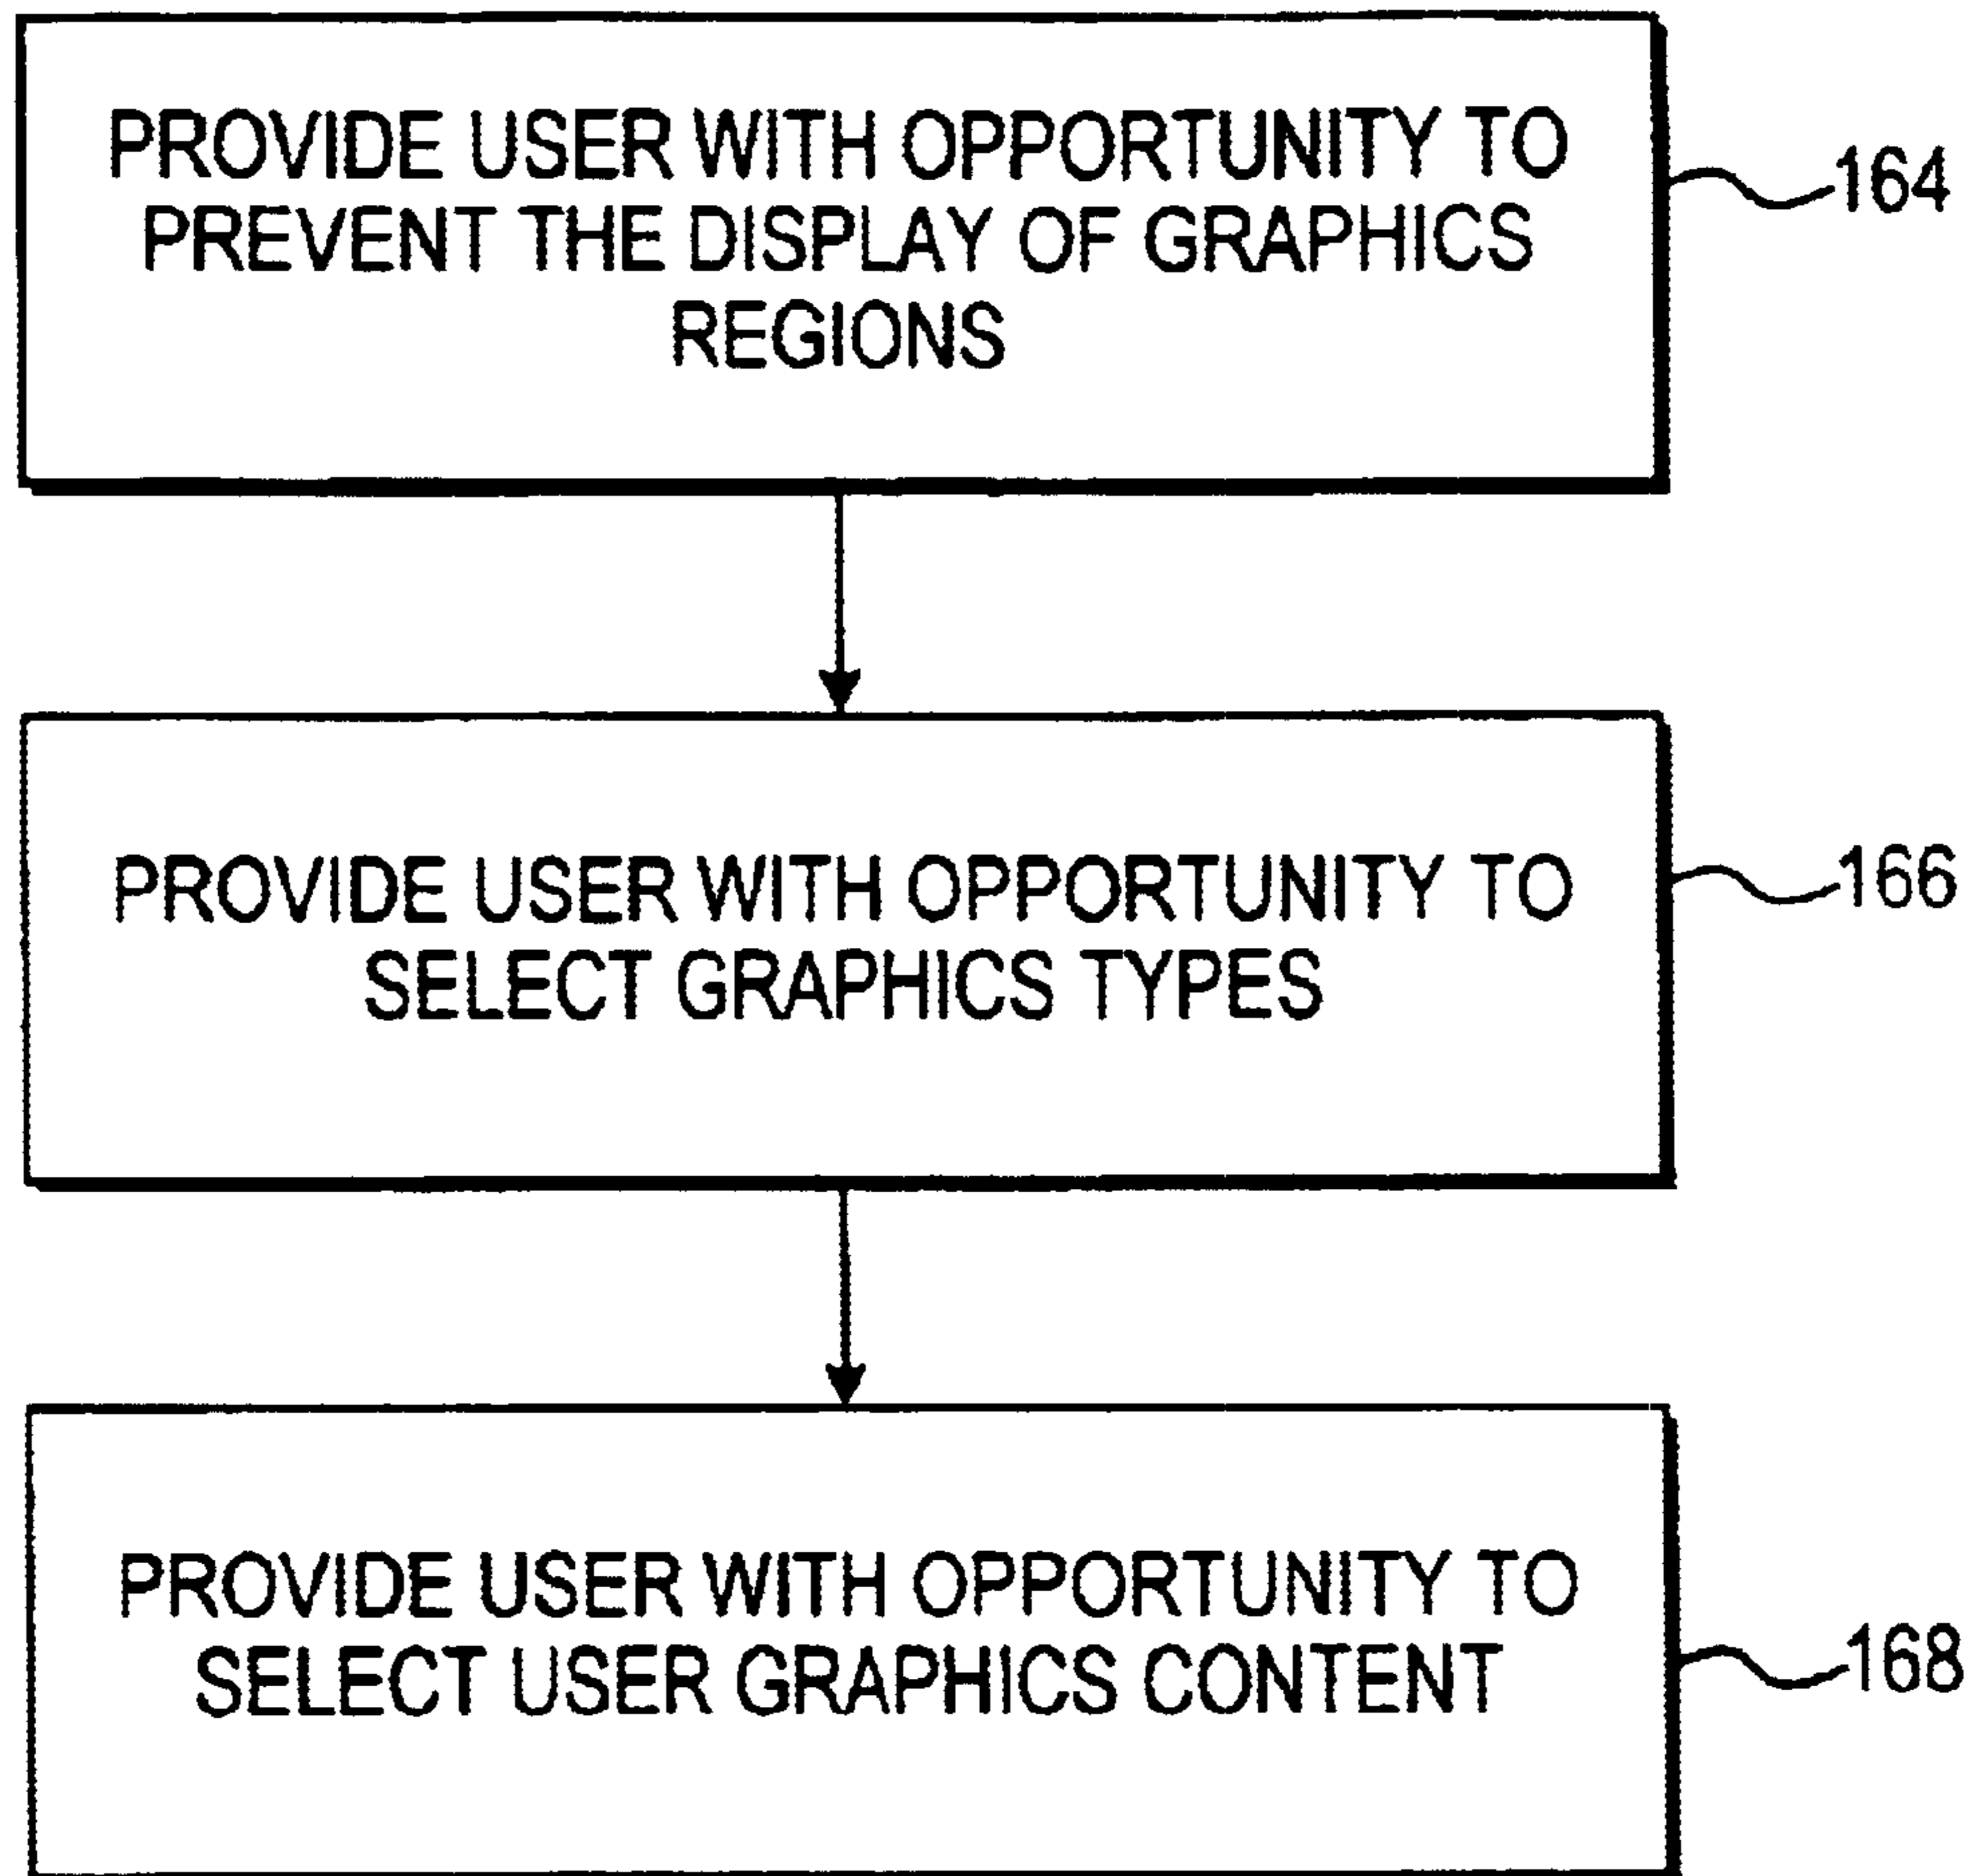 PROVIDE USER WITH OPPORTUNITY TO
PREVENT THE DISPLAY OF GRAPHICS
REGIONS
164
PROVIDE USER WITH OPPORTUNITY TO
SELECT GRAPHICS TYPES
166
PROVIDE USER WITH OPPORTUNITY TO
SELECT USER GRAPHICS CONTENT
168